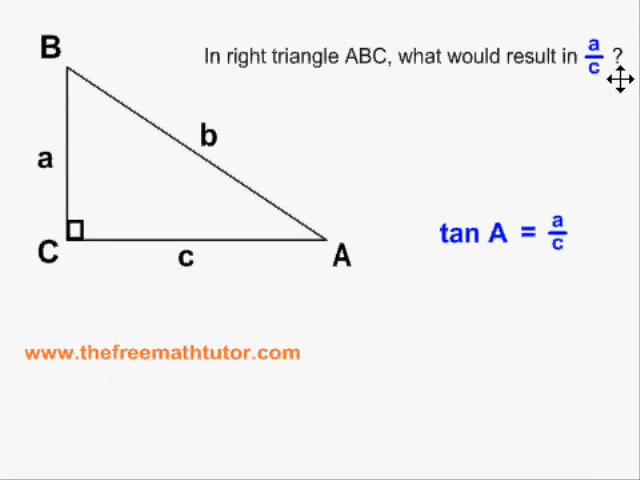 B
In right triangle ABC, what would result in a/c ?
b
a
tan A = a/c
C
c
A
www.thefreemathtutor.com